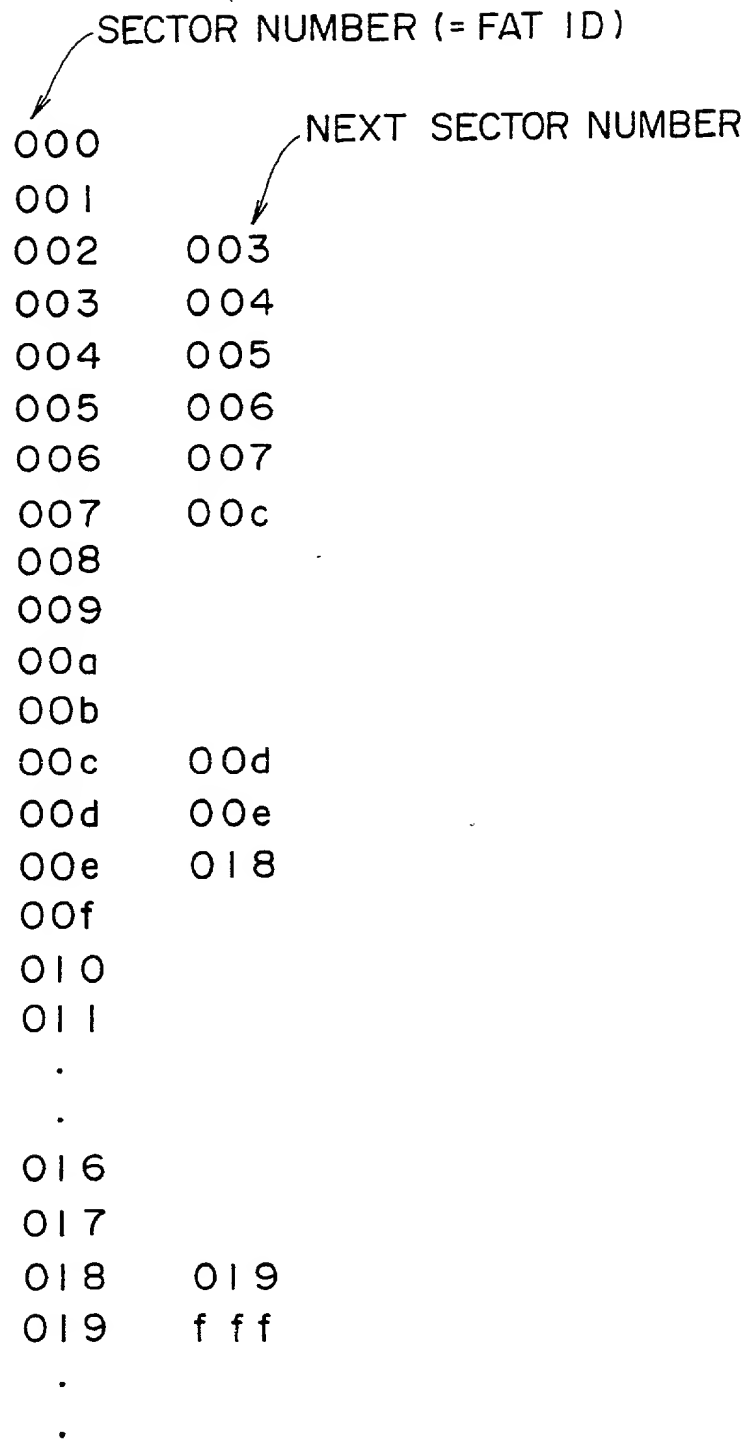 SECTOR NUMBER (= FAT ID)
NEXT SECTOR NUMBER
000
001
002 003
003 004
004 005
005 006
006 007
007 00c
008
009
00a
00b
00c 00d
00d 00e
00e 018
00f
010
011
.
.
016
017
018 019
019 fff
.
.